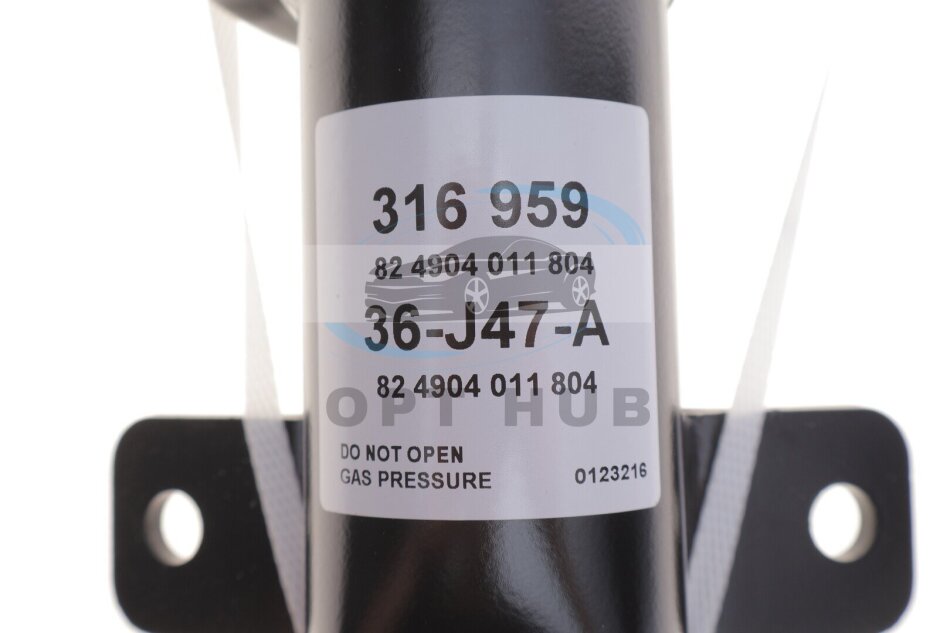 316 959
82 4904 011 804
36-J47-A
82 4904 011 804
OPT HUB
DO NOT OPEN
GAS PRESSURE 0123216